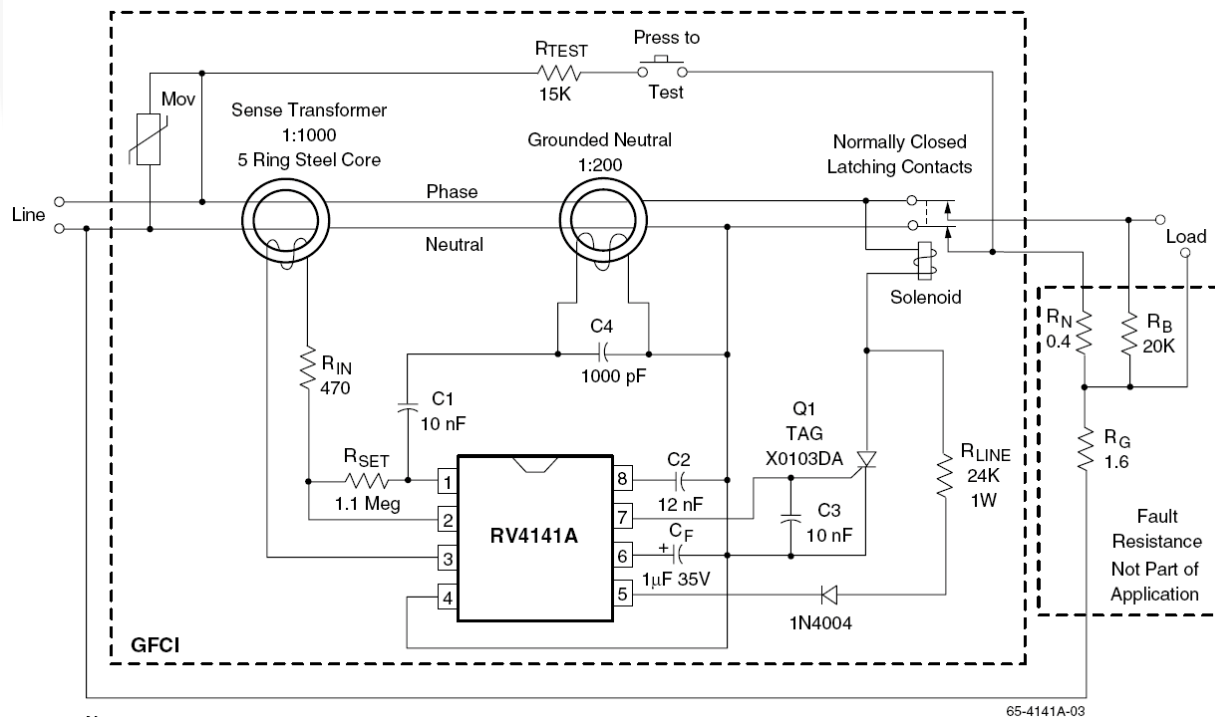 RTEST
15K
Press to
Test
Mov
Sense Transformer
1:1000
5 Ring Steel Core
Grounded Neutral
1:200
Normally Closed
Latching Contacts
Line
Phase
Neutral
Load
Solenoid
RIN
470
C4
1000 pF
C1
10 nF
RSET
1.1 Meg
RN
0.4
RB
20K
RG
1.6
Q1
TAG
X0103DA
RLINE
24K
1W
1
2
3
4
RV4141A
8
7
6
5
C2
12 nF
C3
10 nF
CF
+
1µF 35V
1N4004
Fault
Resistance
Not Part of
Application
GFCI
65-4141A-03